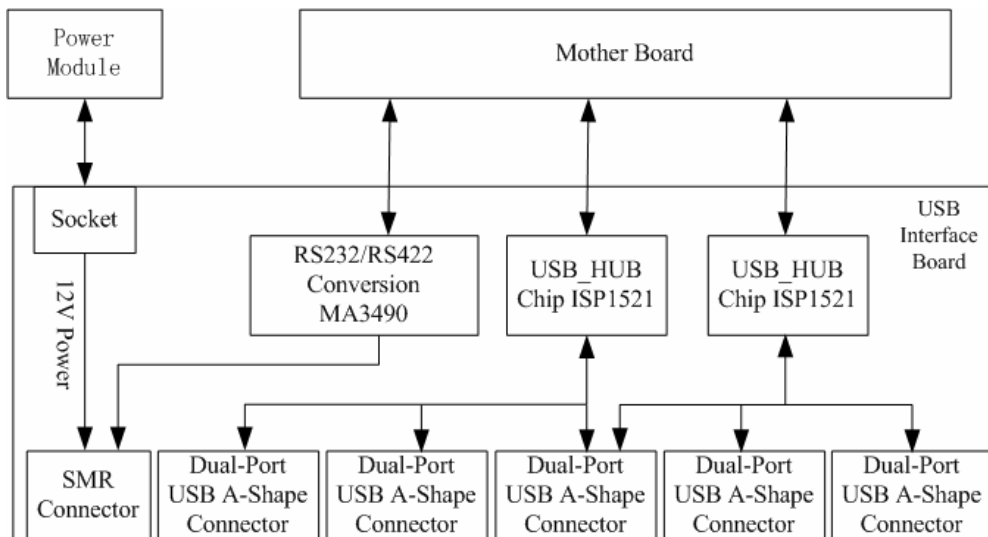 Power
Module
Mother Board
Socket
USB
Interface
Board
RS232/RS422
Conversion
MA3490
USB_HUB
Chip ISP1521
USB_HUB
Chip ISP1521
12V Power
SMR
Connector
Dual-Port
USB A-Shape
Connector
Dual-Port
USB A-Shape
Connector
Dual-Port
USB A-Shape
Connector
Dual-Port
USB A-Shape
Connector
Dual-Port
USB A-Shape
Connector